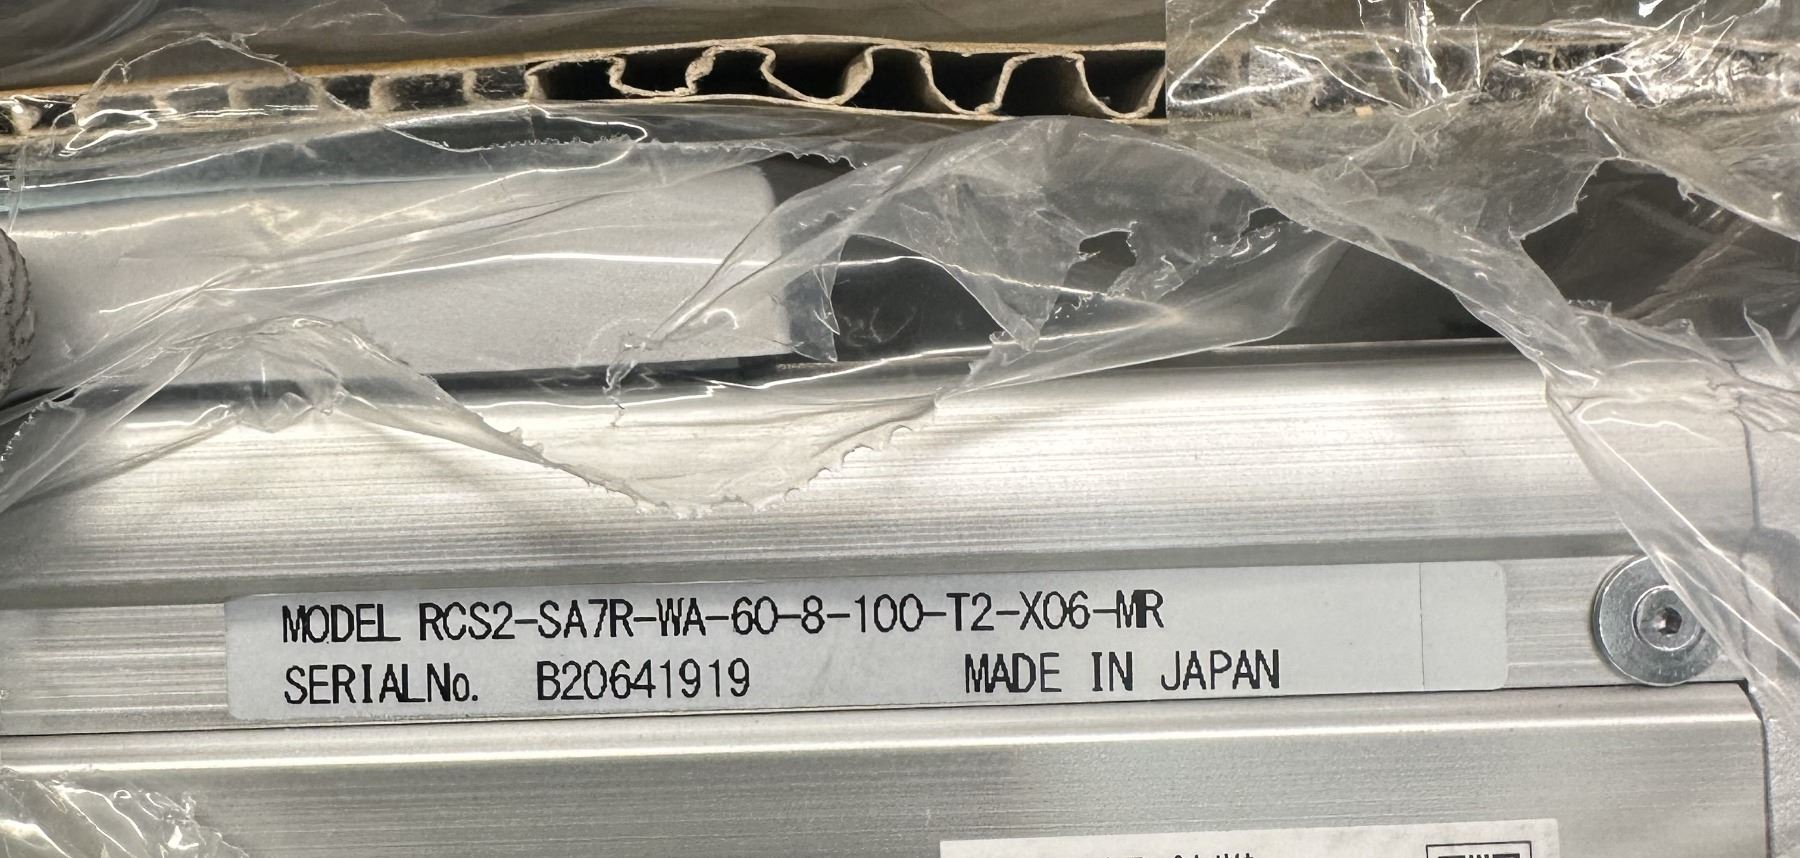 MODEL RCS2-SA7R-WA-60-8-100-T2-X06-MR
SERIALNo. B20641919 MADE IN JAPAN